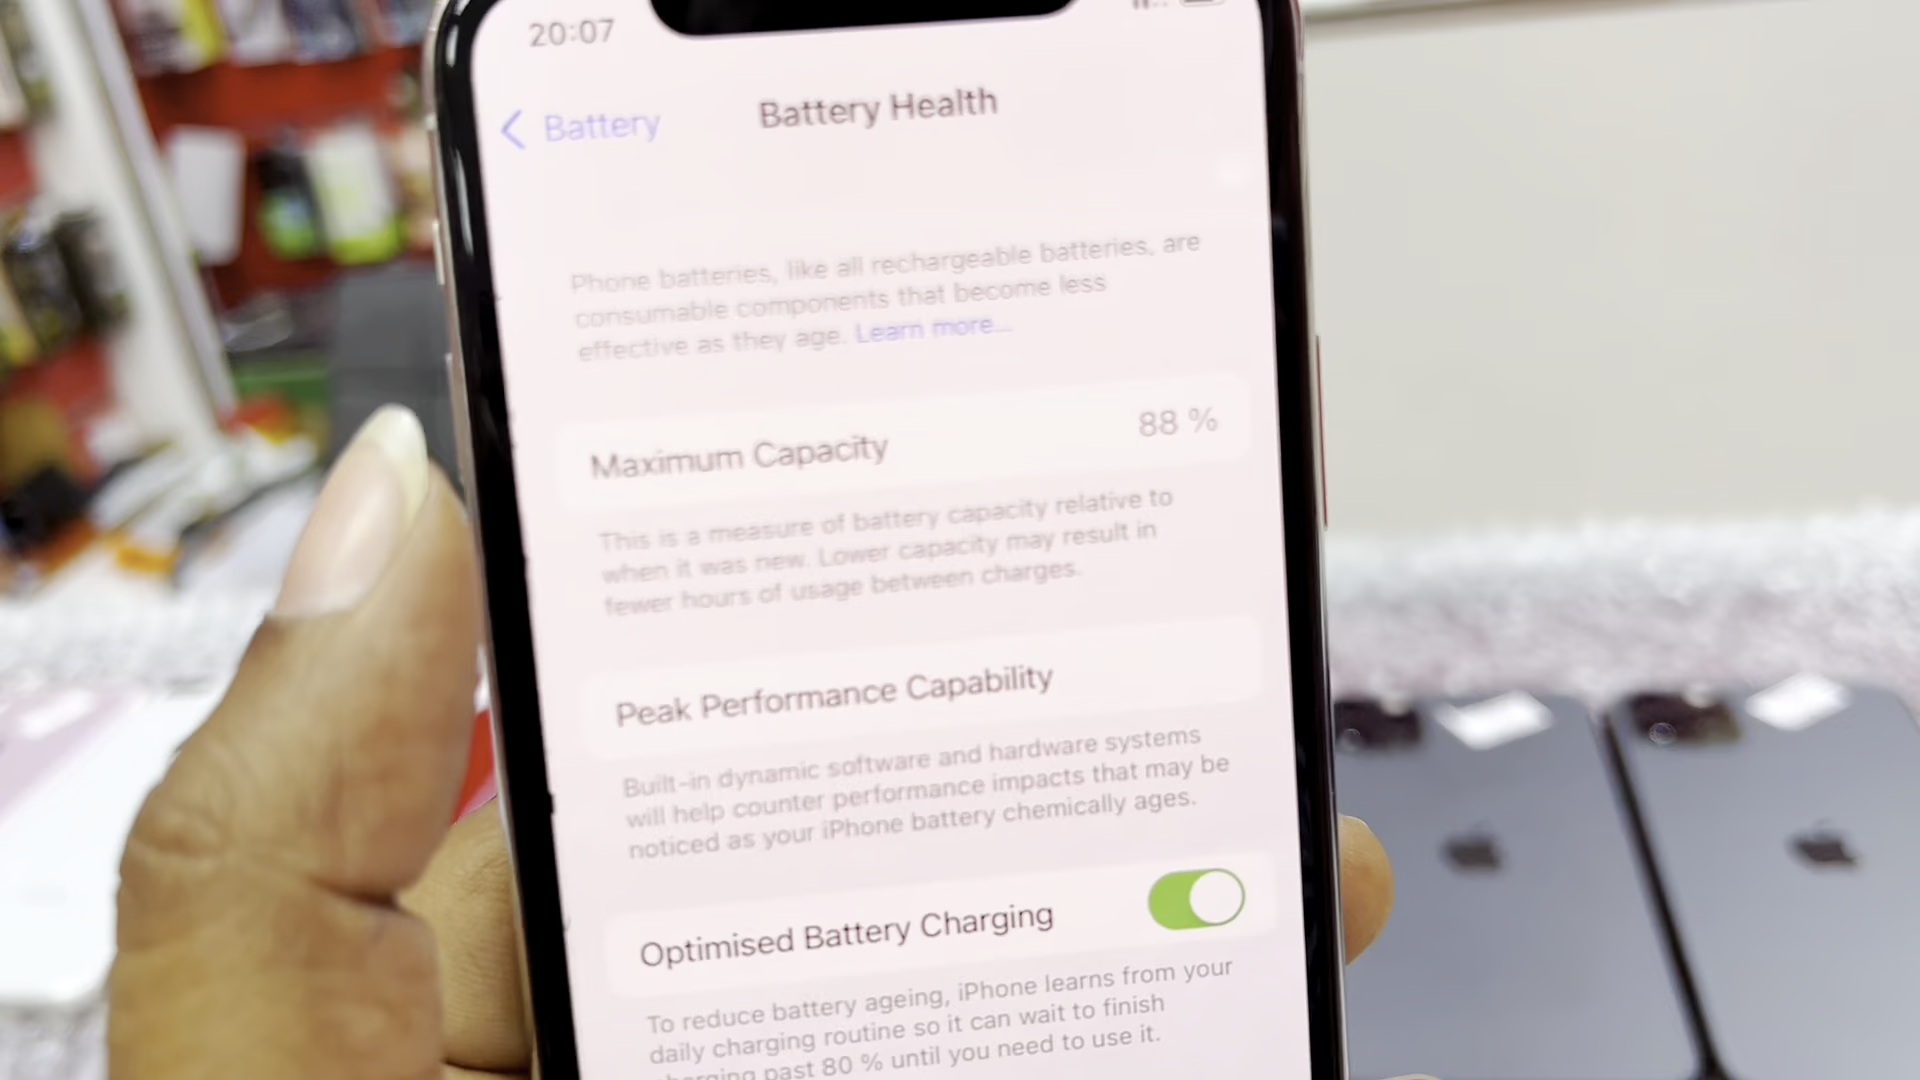 20:07
Battery
Battery Health
Phone batteries, like all rechargeable batteries, are
consumable components that become less
effective as they age. Learn more...
Maximum Capacity
88 %
This is a measure of battery capacity relative to
when it was new. Lower capacity may result in
fewer hours of usage between charges.
Peak Performance Capability
Built-in dynamic software and hardware systems
will help counter performance impacts that may be
noticed as your iPhone battery chemically ages.
Optimised Battery Charging
To reduce battery ageing, iPhone learns from your
daily charging routine so it can wait to finish
charging past 80 % until you need to use it.